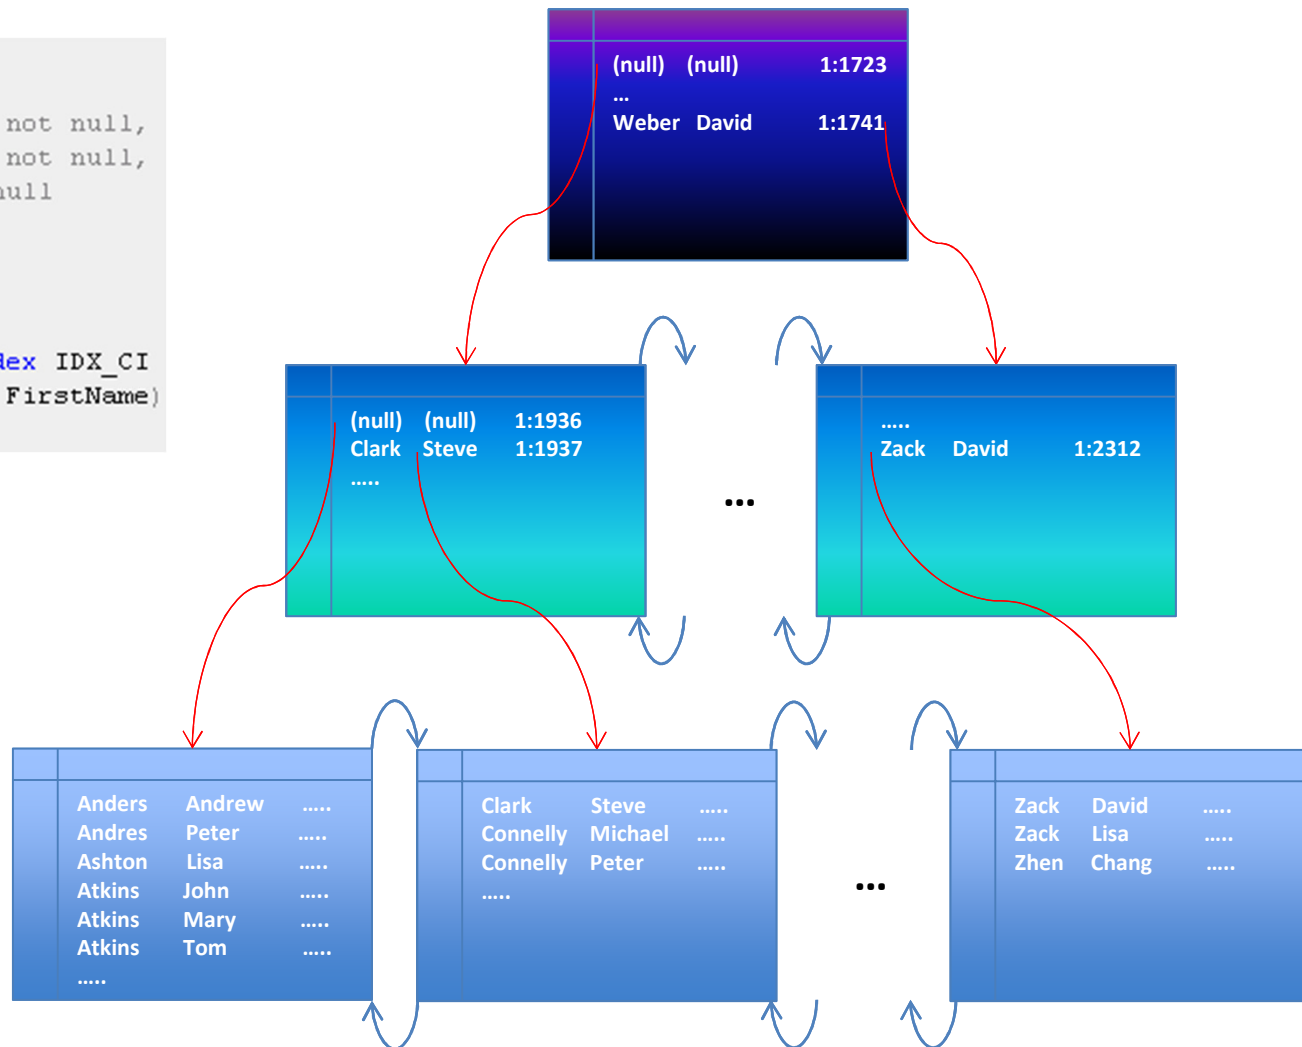 not null,
not null,
null
dex IDX_CI
FirstName)
(null) (null) 1:1723
...
Weber David 1:1741
(null) (null) 1:1936
Clark Steve 1:1937
.....
...
.....
Zack David 1:2312
Anders Andrew .....
Andres Peter .....
Ashton Lisa .....
Atkins John .....
Atkins Mary .....
Atkins Tom .....
.....
Clark Steve .....
Connelly Michael .....
Connelly Peter .....
.....
...
Zack David .....
Zack Lisa .....
Zhen Chang .....